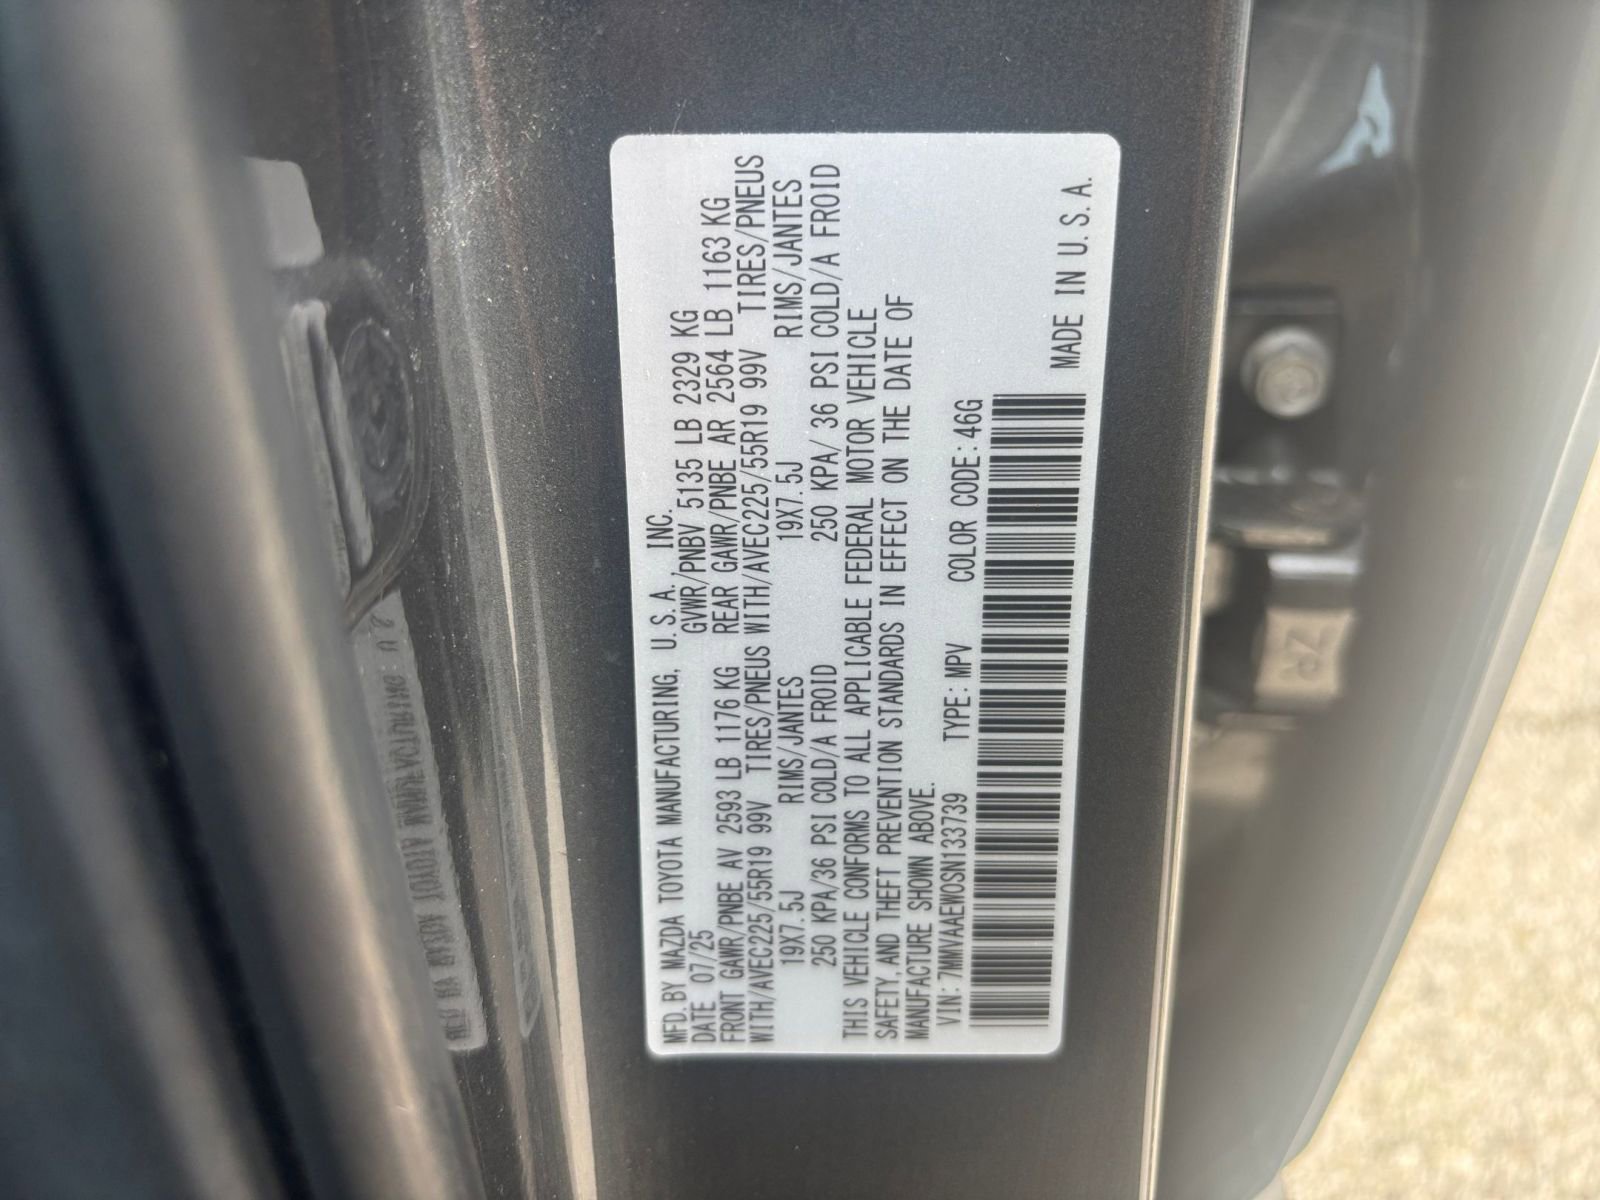 MFD. BY MAZDA TOYOTA MANUFACTURING, U.S.A. INC.
DATE 07/25 GVWR/PNBV 5135 LB 2329 KG
FRONT GAWR/PNBE AV 2593 LB 1176 KG REAR GAWR/PNBE AR 2564 LB 1163 KG
WITH/AVEC225/55R19 99V TIRES/PNEUS WITH/AVEC225/55R19 99V TIRES/PNEUS
19X7.5J RIMS/JANTES 19X7.5J RIMS/JANTES
250 KPA/36 PSI COLD/A FROID 250 KPA/ 36 PSI COLD/A FROID
THIS VEHICLE CONFORMS TO ALL APPLICABLE FEDERAL MOTOR VEHICLE
SAFETY, AND THEFT PREVENTION STANDARDS IN EFFECT ON THE DATE OF
MANUFACTURE SHOWN ABOVE.
VIN: 7MMVAAEW0SN133739 TYPE: MPV COLOR CODE: 46G
MADE IN U.S.A.